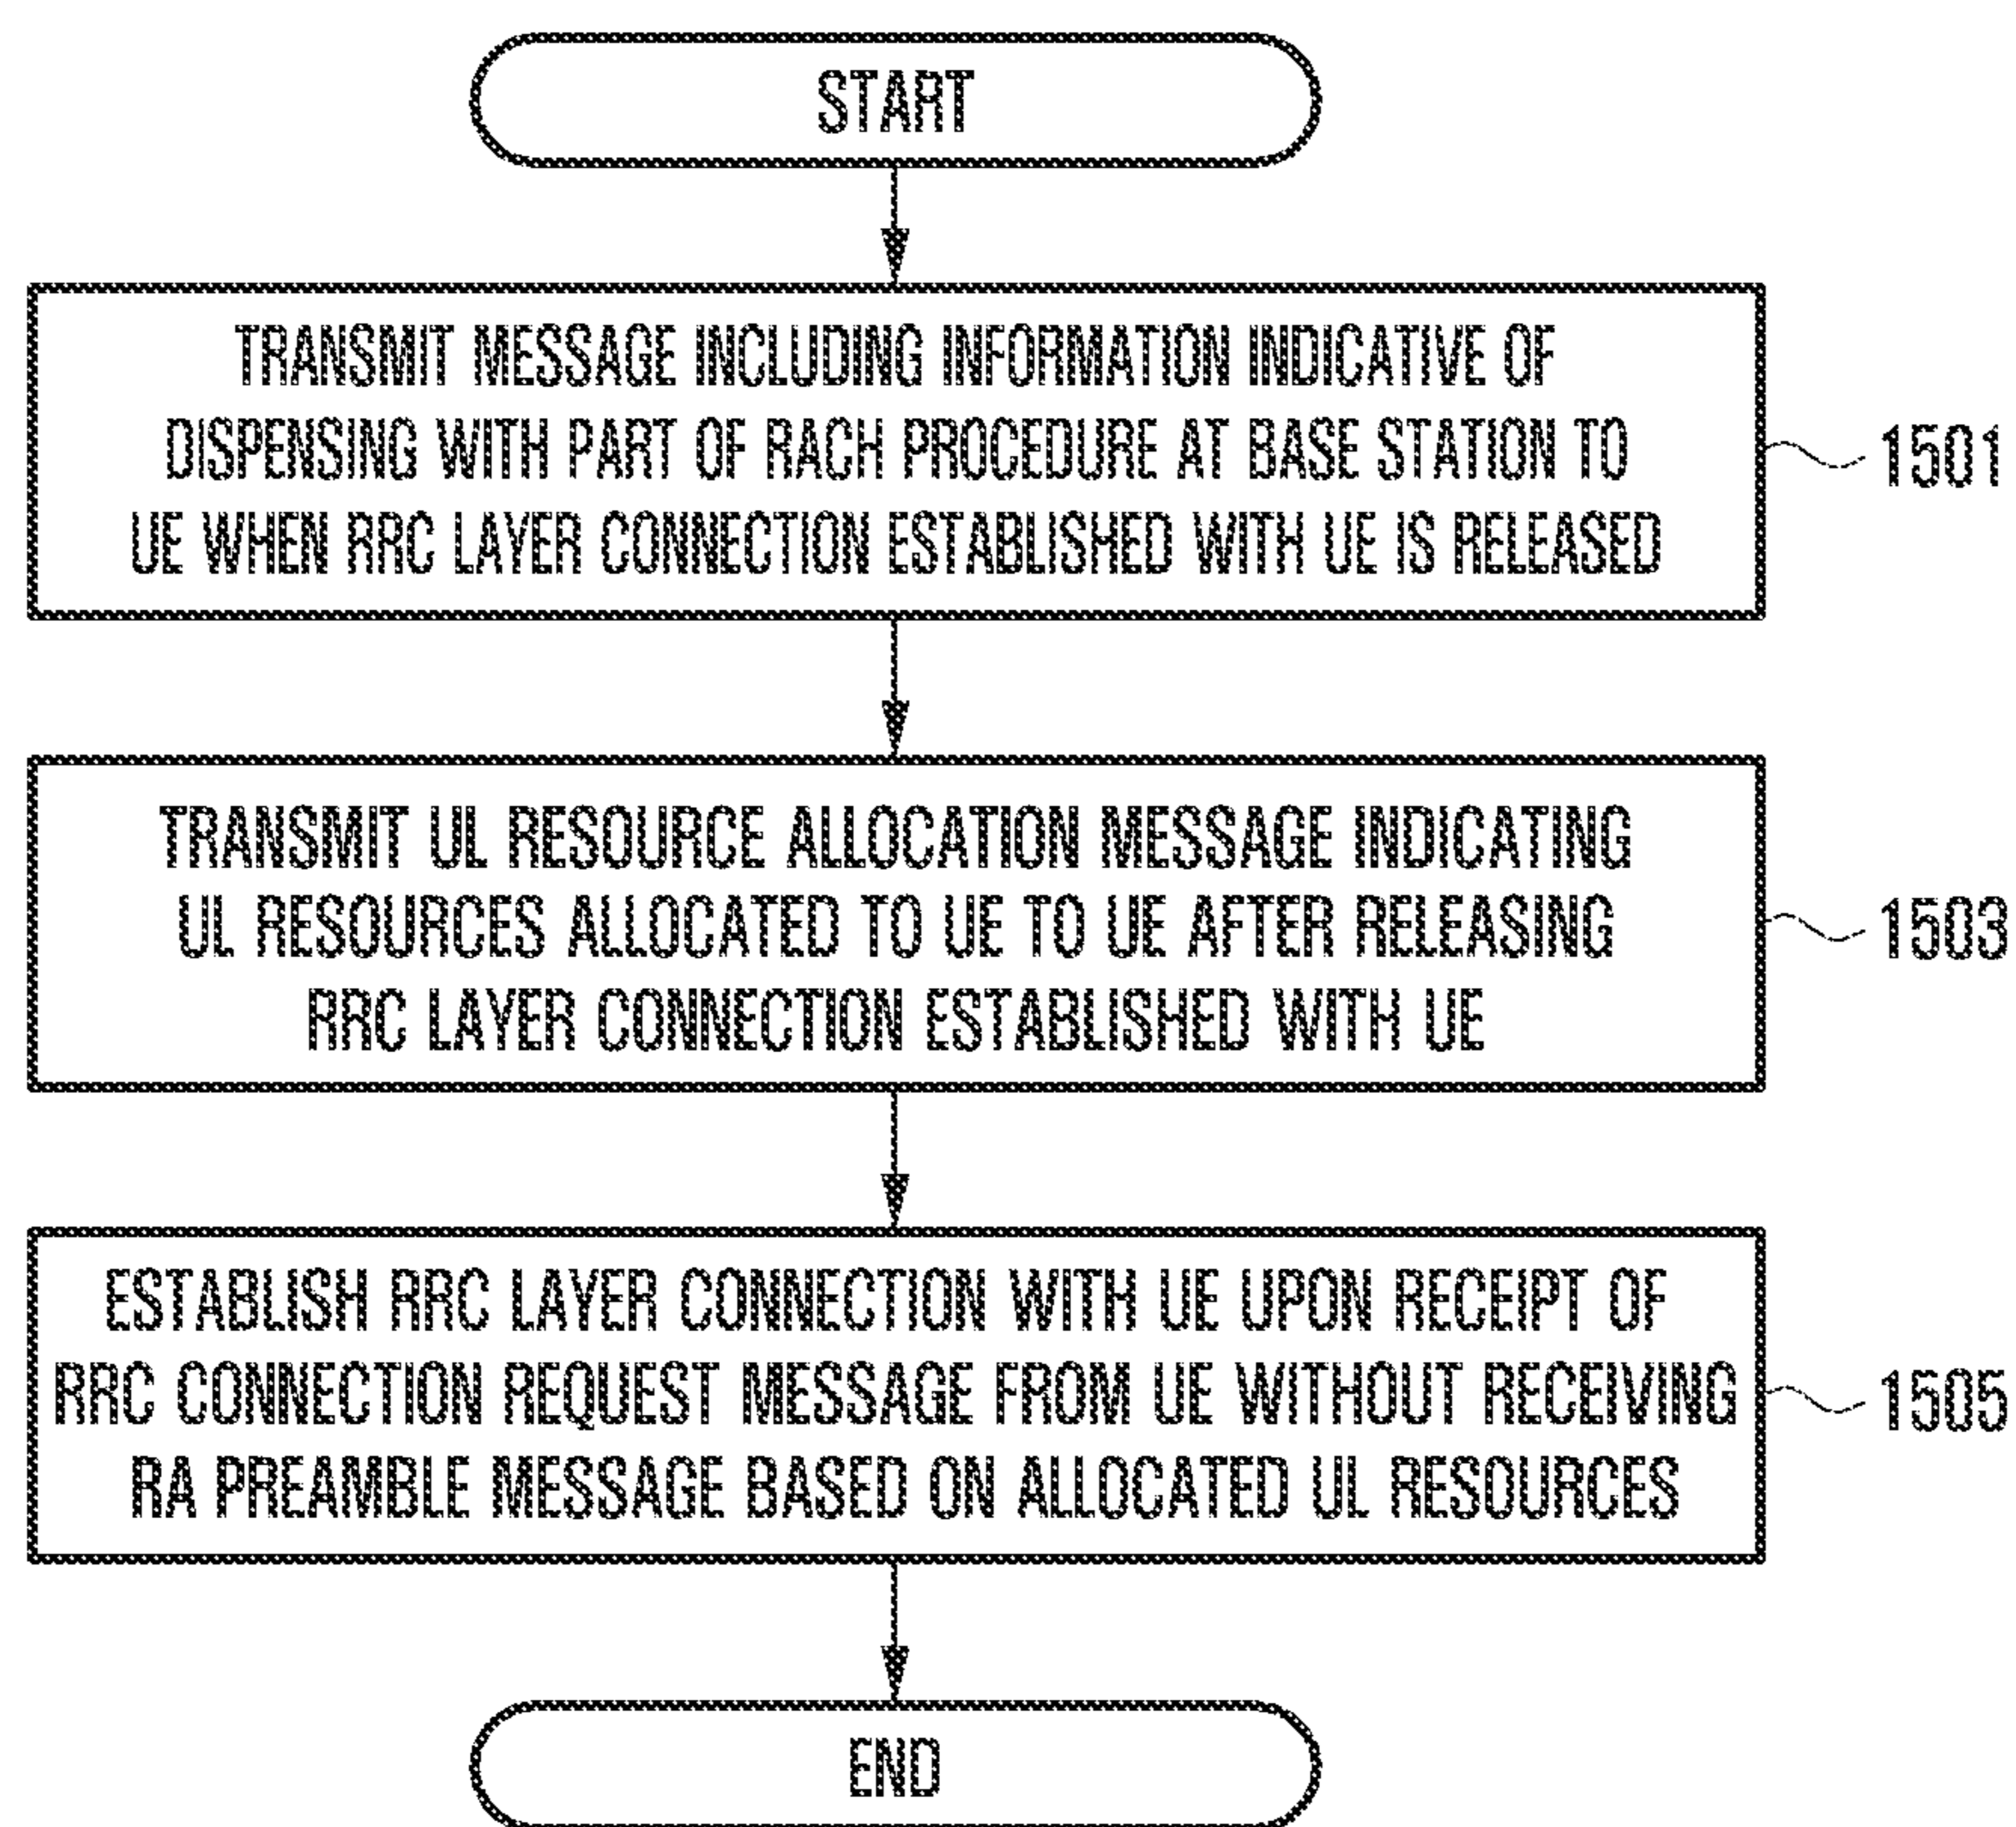 START
TRANSMIT MESSAGE INCLUDING INFORMATION INDICATIVE OF
DISPENSING WITH PART OF RACH PROCEDURE AT BASE STATION TO
UE WHEN RRC LAYER CONNECTION ESTABLISHED WITH UE IS RELEASED
1501
TRANSMIT UL RESOURCE ALLOCATION MESSAGE INDICATING
UL RESOURCES ALLOCATED TO UE TO UE AFTER RELEASING
RRC LAYER CONNECTION ESTABLISHED WITH UE
1503
ESTABLISH RRC LAYER CONNECTION WITH UE UPON RECEIPT OF
RRC CONNECTION REQUEST MESSAGE FROM UE WITHOUT RECEIVING
RA PREAMBLE MESSAGE BASED ON ALLOCATED UL RESOURCES
1505
END